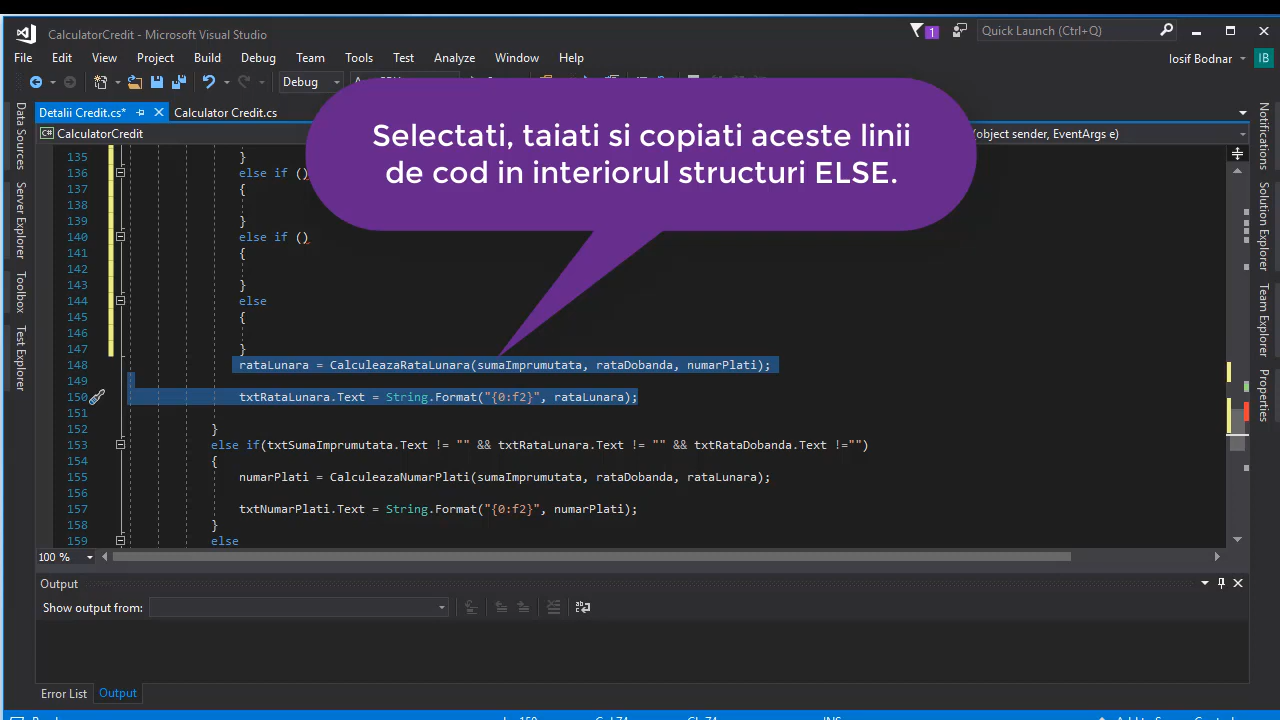 CalculatorCredit - Microsoft Visual Studio
1
Quick Launch (Ctrl+Q)
File Edit View Project Build Debug Team Tools Test Analyze Window Help
Iosif Bodnar IB
Debug
Detalii Credit.cs* Calculator Credit.cs
C# CalculatorCredit
(object sender, EventArgs e)
Selectati, taiati si copiati aceste linii
de cod in interiorul structuri ELSE.
Data Sources
Server Explorer
Toolbox
Test Explorer
Notifications
Solution Explorer
Team Explorer
Properties
135 }
136 else if ()
137 {
138
139 }
140 else if ()
141 {
142
143 }
144 else
145 {
146
147 }
148 rataLunara = CalculeazaRataLunara(sumaImprumutata, rataDobanda, numarPlati);
149
150 txtRataLunara.Text = String.Format("{0:f2}", rataLunara);
151
152 }
153 else if(txtSumaImprumutata.Text != "" && txtRataLunara.Text != "" && txtRataDobanda.Text !="")
154 {
155 numarPlati = CalculeazaNumarPlati(sumaImprumutata, rataDobanda, rataLunara);
156
157 txtNumarPlati.Text = String.Format("{0:f2}", numarPlati);
158 }
159 else
100 %
Output
Show output from:
Error List Output